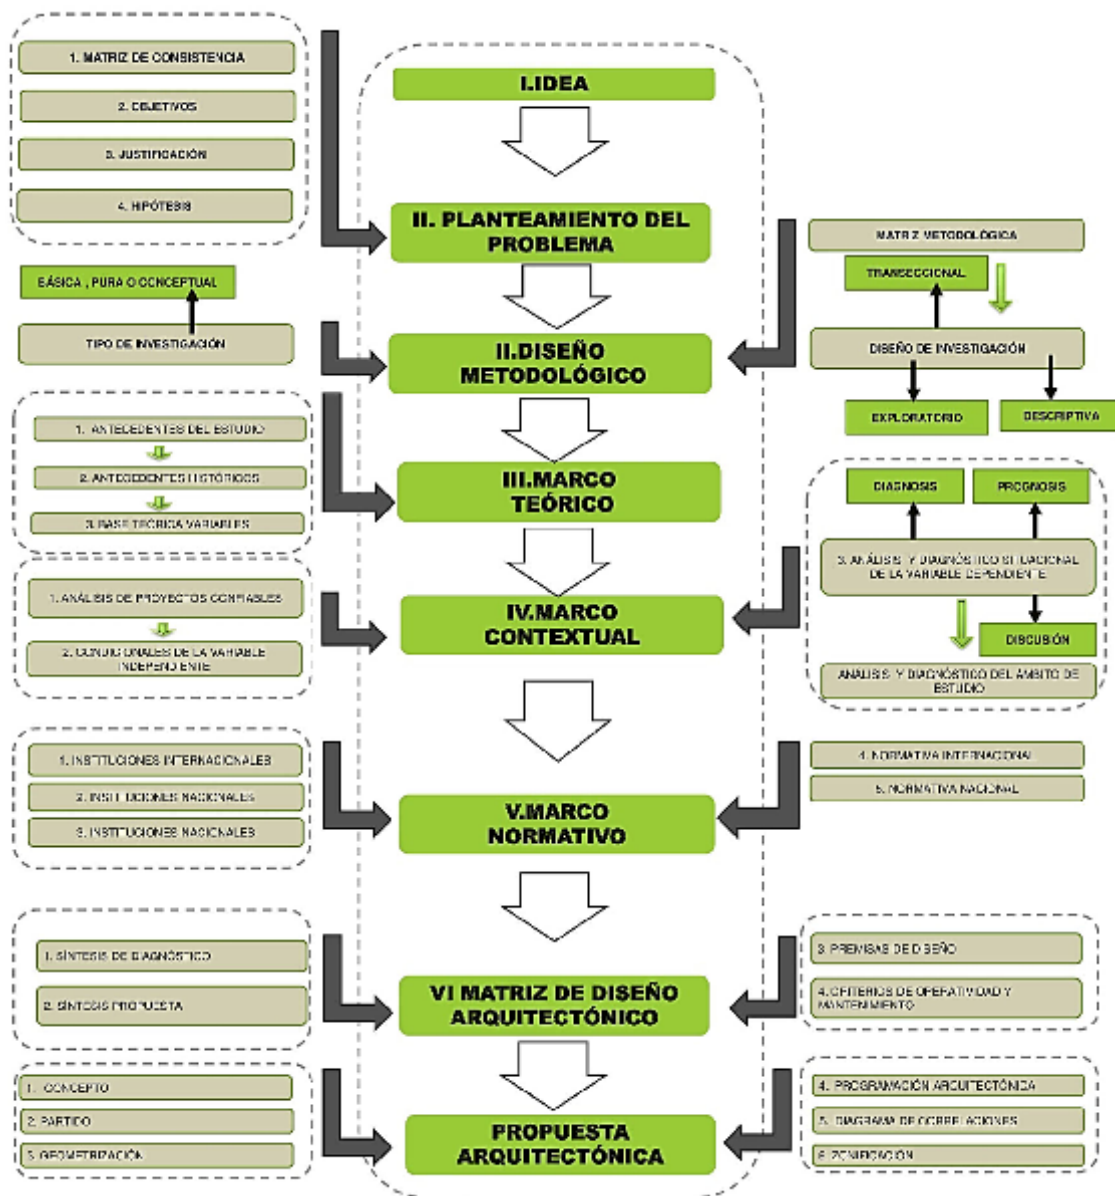 1. MATRIZ DE CONSISTENCIA
2. OBJETIVOS
3. JUSTIFICACIÓN
4. HIPÓTESIS
I.IDEA
II. PLANTEAMIENTO DEL
PROBLEMA
BÁSICA , PURA O CONCEPTUAL
TIPO DE INVESTIGACIÓN
II.DISEÑO
METODOLÓGICO
MATRIZ METODOLÓGICA
TRANSECCIONAL
DISEÑO DE INVESTIGACIÓN
EXPLORATORIO
DESCRIPTIVA
1. ANTECEDENTES DEL ESTUDIO
2. ANTECEDENTES HISTÓRICOS
3. BASE TEÓRICA VARIABLES
III.MARCO
TEÓRICO
DIAGNOSIS
PROGNOSIS
3. ANÁLISIS Y DIAGNÓSTICO SITUACIONAL
DE LA VARIABLE DEPENDIENTE
DISCUSIÓN
ANÁLISIS Y DIAGNÓSTICO DEL ÁMBITO DE
ESTUDIO
1. ANÁLISIS DE PROYECTOS CONFIABLES
2. CONDICIONALES DE LA VARIABLE
INDEPENDIENTE
IV.MARCO
CONTEXTUAL
1. INSTITUCIONES INTERNACIONALES
2. INSTITUCIONES NACIONALES
3. INSTITUCIONES NACIONALES
V.MARCO
NORMATIVO
4. NORMATIVA INTERNACIONAL
5. NORMATIVA NACIONAL
1. SÍNTESIS DE DIAGNÓSTICO
2. SÍNTESIS PROPUESTA
VI MATRIZ DE DISEÑO
ARQUITECTÓNICO
3. PREMISAS DE DISEÑO
4. CRITERIOS DE OPERATIVIDAD Y
MANTENIMIENTO
1. CONCEPTO
2. PARTIDO
3. GEOMETRIZACIÓN
PROPUESTA
ARQUITECTÓNICA
4. PROGRAMACIÓN ARQUITECTÓNICA
5. DIAGRAMA DE CORRELACIONES
6. ZONIFICACIÓN